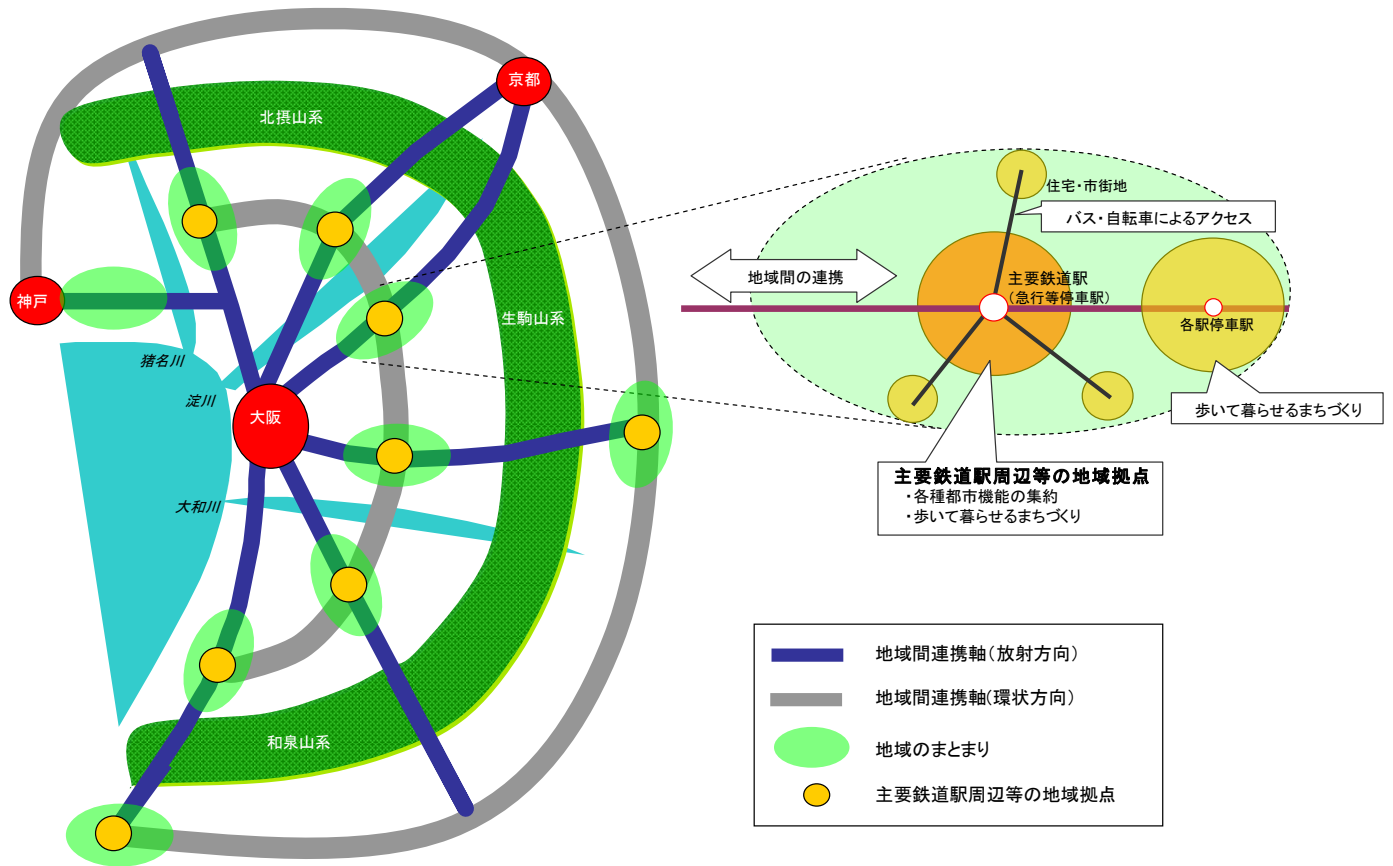 京都
北摂山系
神戸
生駒山系
猪名川
淀川
大阪
大和川
和泉山系
住宅・市街地
バス・自転車によるアクセス
地域間の連携
主要鉄道駅
（急行等停車駅）
各駅停車駅
歩いて暮らせるまちづくり
主要鉄道駅周辺等の地域拠点
・各種都市機能の集約
・歩いて暮らせるまちづくり
地域間連携軸（放射方向）
地域間連携軸（環状方向）
地域のまとまり
主要鉄道駅周辺等の地域拠点